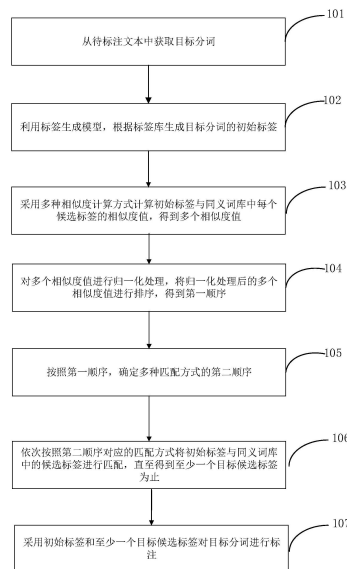 101
从待标注文本中获取目标分词
102
利用标签生成模型，根据标签库生成目标分词的初始标签
103
采用多种相似度计算方式计算初始标签与同义词库中每个
候选标签的相似度值，得到多个相似度值
104
对多个相似度值进行归一化处理，将归一化处理后的多个
相似度值进行排序，得到第一顺序
105
按照第一顺序，确定多种匹配方式的第二顺序
106
依次按照第二顺序对应的匹配方式将初始标签与同义词库
中的候选标签进行匹配，直至得到至少一个目标候选标签
为止
107
采用初始标签和至少一个目标候选标签对目标分词进行标
注